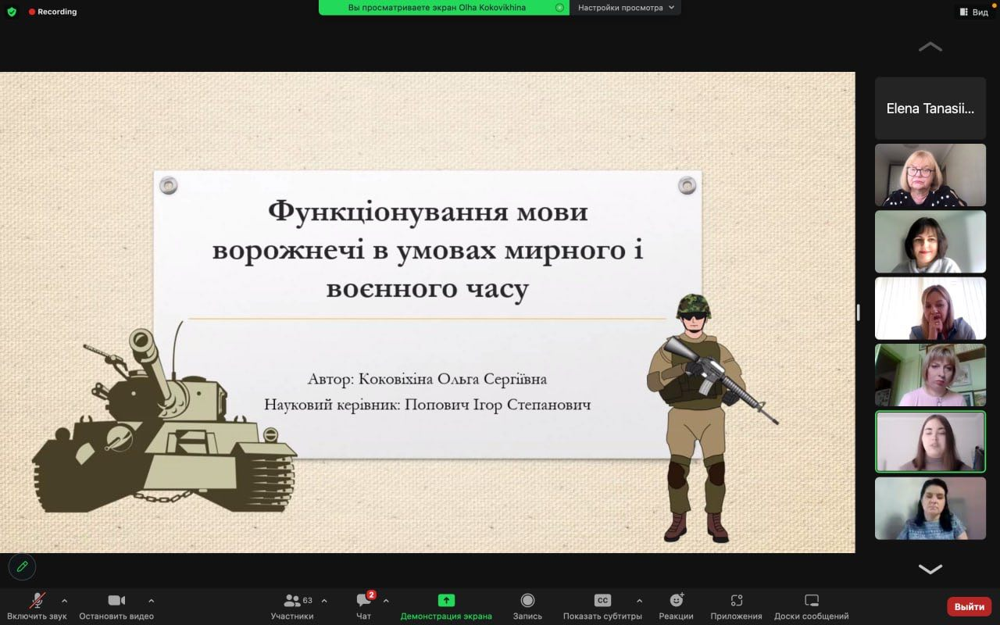 Recording
Вы просматриваете экран Olha Kokovikhina
Настройки просмотра
Вид
Elena Tanasii...
Функціонування мови
ворожнечі в умовах мирного і
воєнного часу
Автор: Коковіхіна Ольга Сергіївна
Науковий керівник: Попович Ігор Степанович
Включить звук
Остановить видео
63
Участники
2
Чат
Демонстрация экрана
Запись
CC
Показать субтитры
Реакции
Приложения
Доски сообщений
Выйти